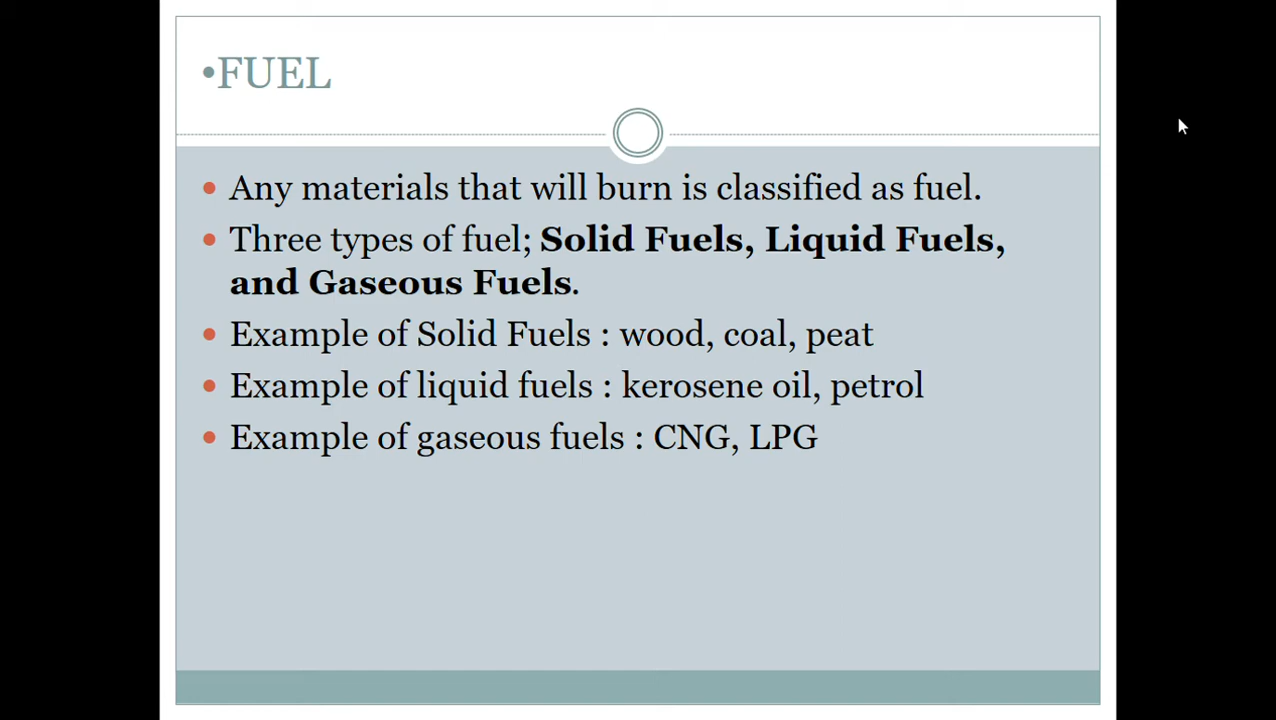 •FUEL
• Any materials that will burn is classified as fuel.
• Three types of fuel; Solid Fuels, Liquid Fuels,
and Gaseous Fuels.
• Example of Solid Fuels : wood, coal, peat
• Example of liquid fuels : kerosene oil, petrol
• Example of gaseous fuels : CNG, LPG